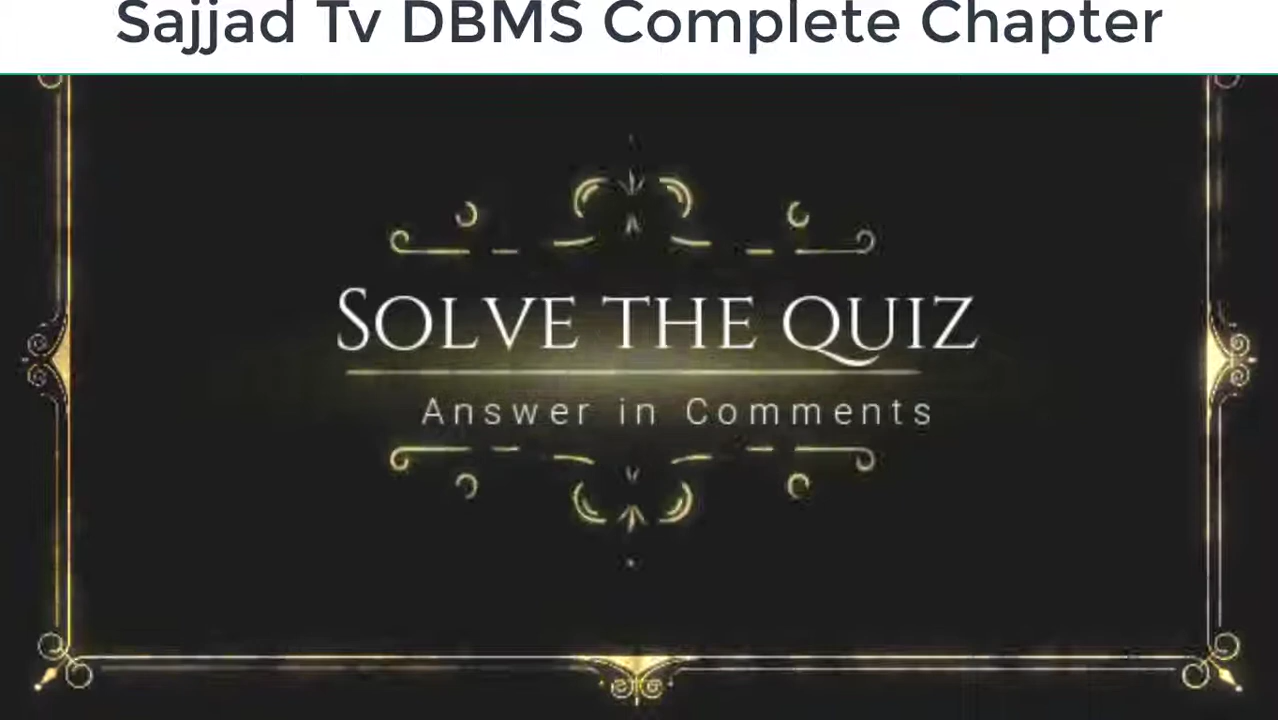 Sajjad Tv DBMS Complete Chapter
SOLVE THE QUIZ
Answer in Comments